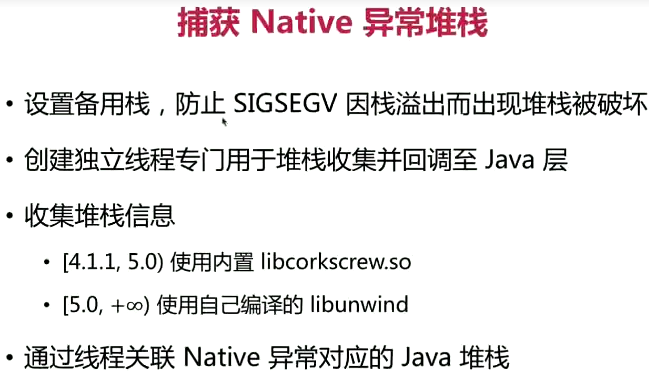 捕获 Native 异常堆栈
• 设置备用栈，防止 SIGSEGV 因栈溢出而出现堆栈被破坏
• 创建独立线程专门用于堆栈收集并回调至 Java 层
• 收集堆栈信息
• [4.1.1, 5.0) 使用内置 libcorkscrew.so
• [5.0, +∞) 使用自己编译的 libunwind
• 通过线程关联 Native 异常对应的 Java 堆栈